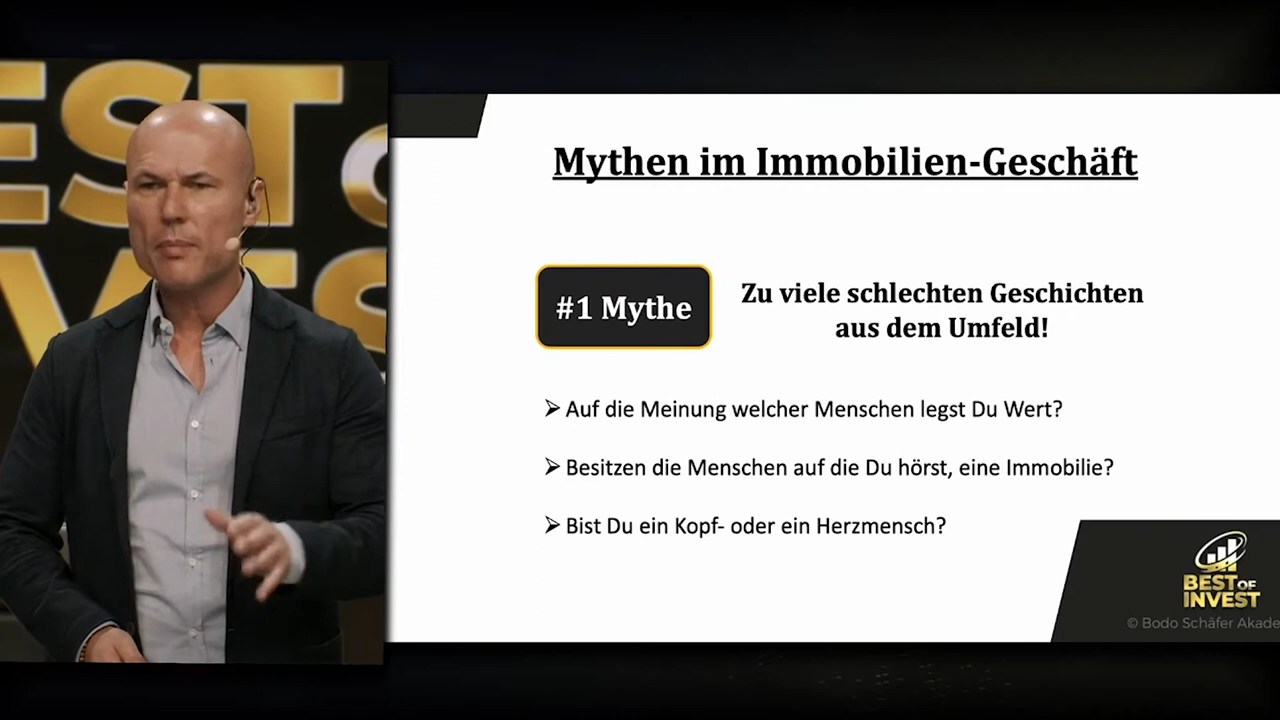 EST
Mythen im Immobilien-Geschäft
#1 Mythe
Zu viele schlechten Geschichten
aus dem Umfeld!
➢ Auf die Meinung welcher Menschen legst Du Wert?
➢ Besitzen die Menschen auf die Du hörst, eine Immobilie?
➢ Bist Du ein Kopf- oder ein Herzmensch?
BEST OF
INVEST
© Bodo Schäfer Akade